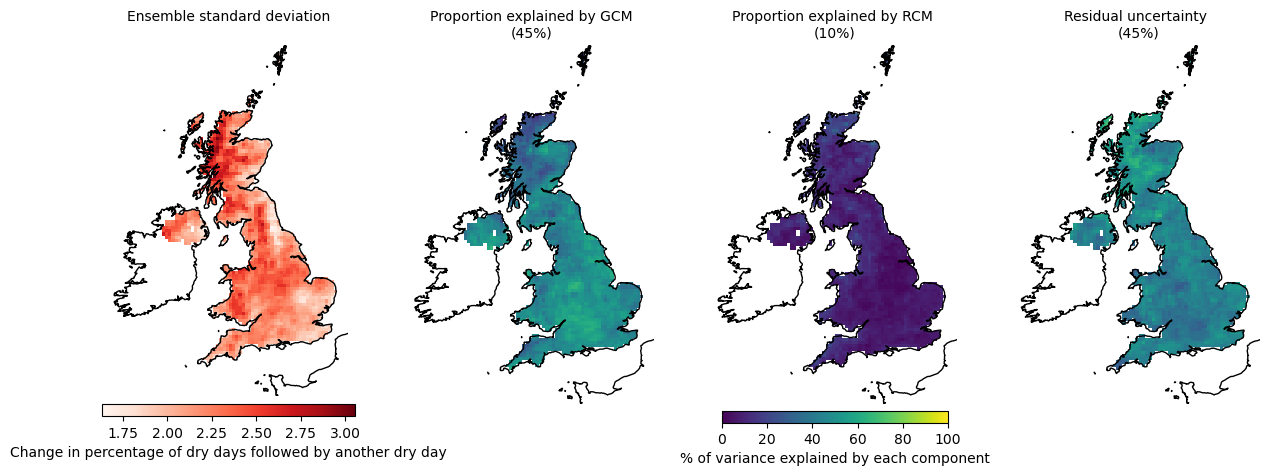 Ensemble standard deviation
Proportion explained by GCM
(45%)
Proportion explained by RCM
(10%)
Residual uncertainty
(45%)
1.75 2.00 2.25 2.50 2.75 3.00
Change in percentage of dry days followed by another dry day
0 20 40 60 80 100
% of variance explained by each component